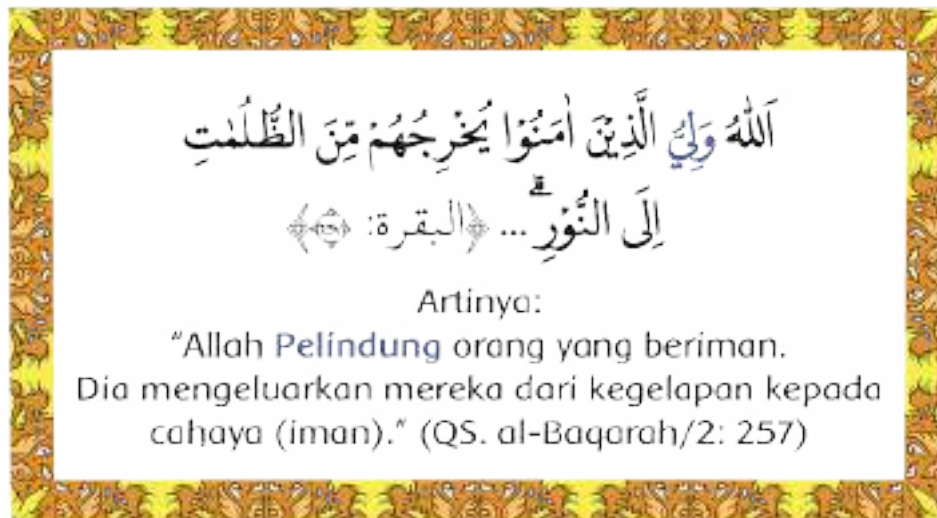 اَللّٰهُ وَلِيُّ الَّذِيْنَ اٰمَنُوْا يُخْرِجُهُمْ مِّنَ الظُّلُمٰتِ
اِلَى النُّوْرِۗ ... ﴿البقرة: ﴾
Artinya:
"Allah Pelindung orang yang beriman.
Dia mengeluarkan mereka dari kegelapan kepada
cahaya (iman)." (QS. al-Baqarah/2: 257)